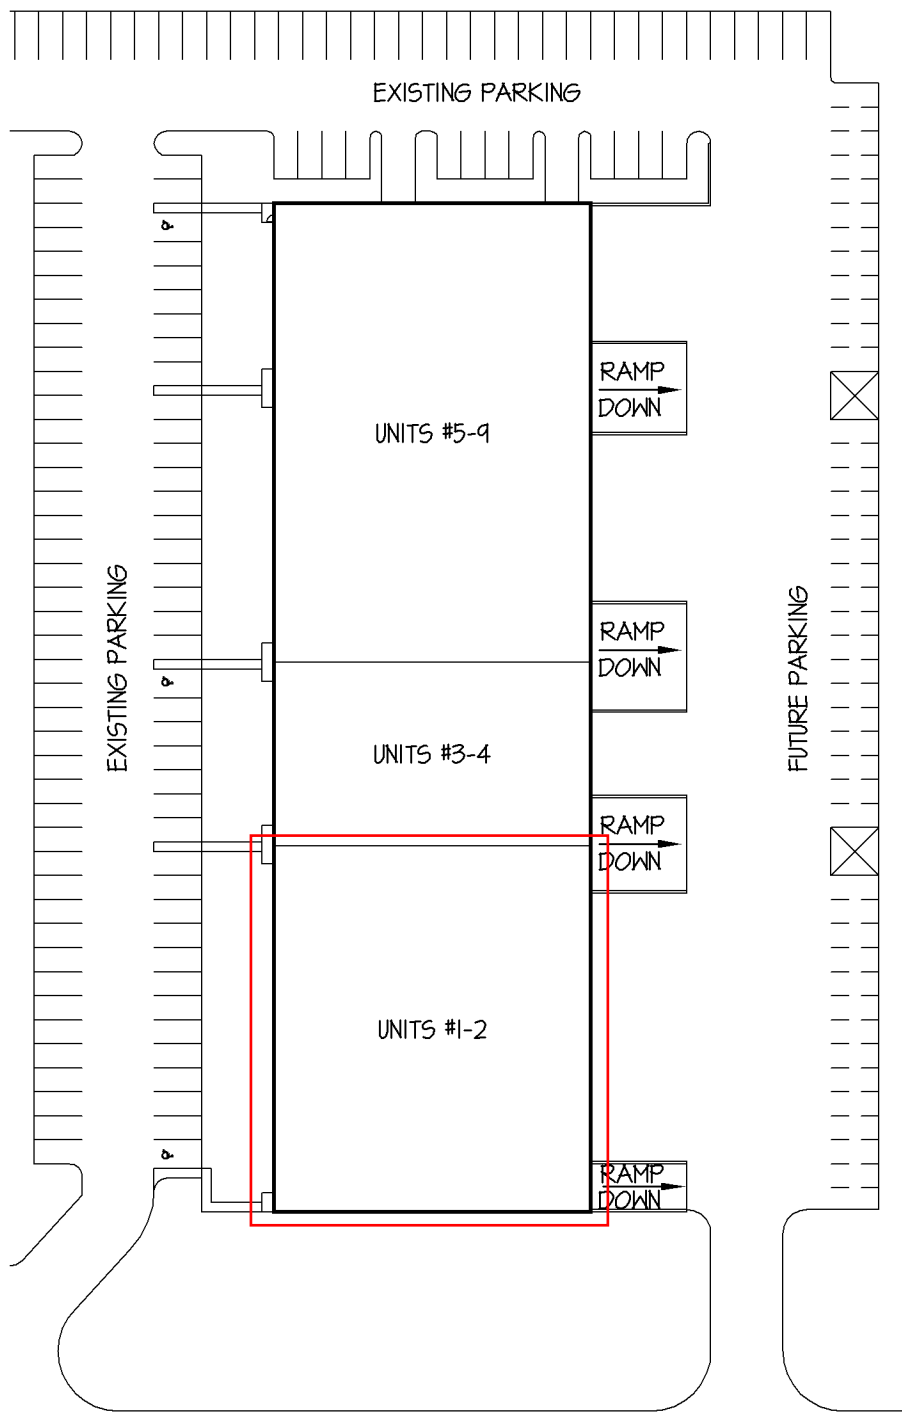 EXISTING PARKING
RAMP
DOWN
UNITS #5-9
EXISTING PARKING
FUTURE PARKING
RAMP
DOWN
UNITS #3-4
RAMP
DOWN
UNITS #1-2
RAMP
DOWN